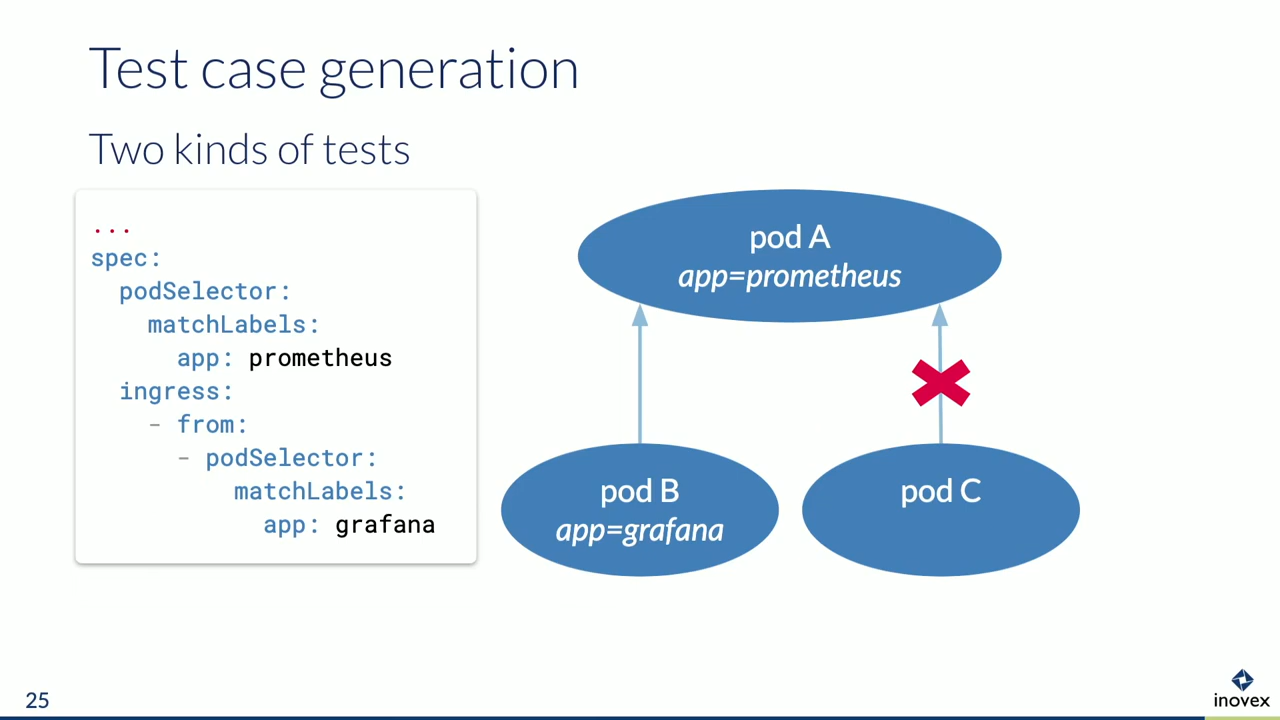 Test case generation
Two kinds of tests
...
spec:
  podSelector:
    matchLabels:
      app: prometheus
  ingress:
    - from:
      - podSelector:
          matchLabels:
            app: grafana
pod A
app=prometheus
pod B
app=grafana
pod C
25
inovex